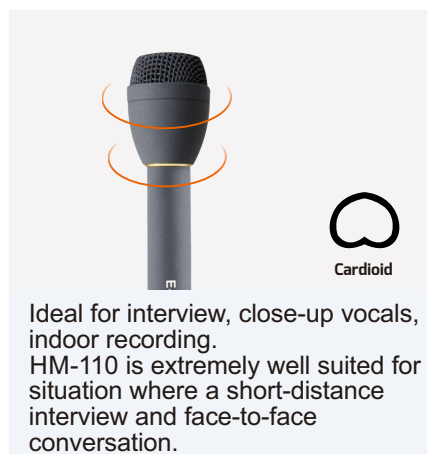 Cardioid
Ideal for interview, close-up vocals,
indoor recording.
HM-110 is extremely well suited for
situation where a short-distance
interview and face-to-face
conversation.